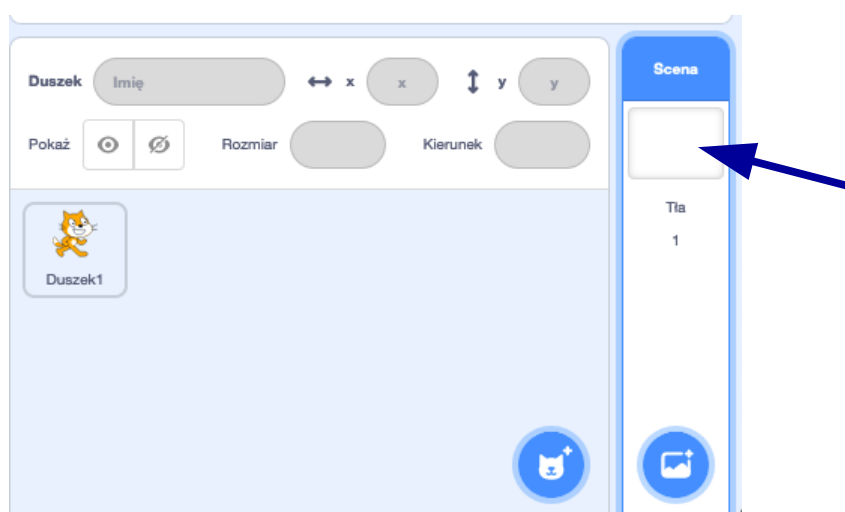 Duszek Imię x x y y
Scena
Pokaż Rozmiar Kierunek
Tła
1
Duszek1